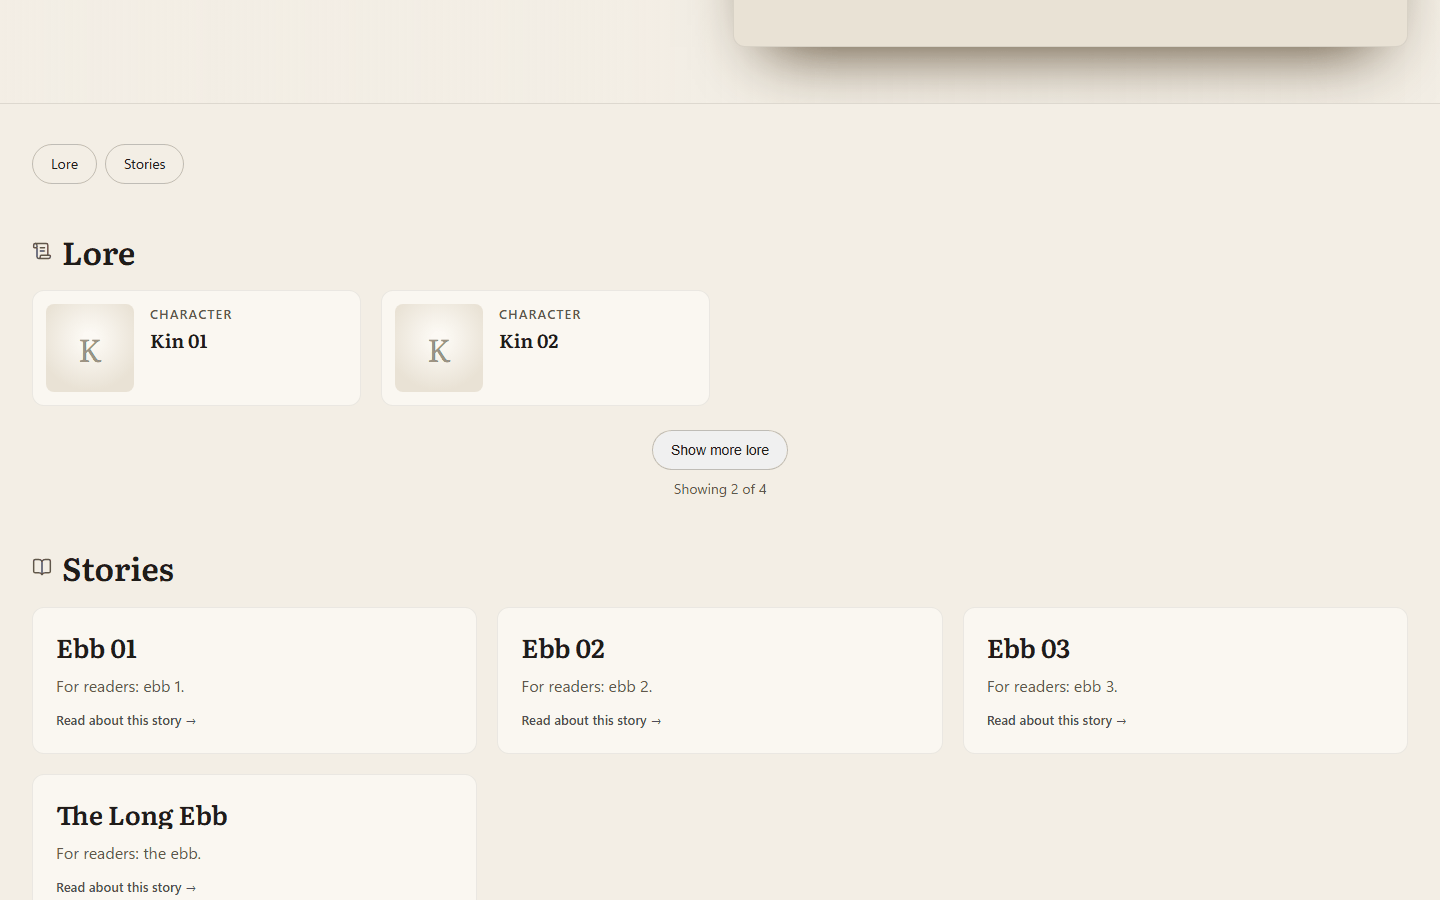 Lore
Stories
Lore
K
CHARACTER
Kin 01
K
CHARACTER
Kin 02
Show more lore
Showing 2 of 4
Stories
Ebb 01
For readers: ebb 1.
Read about this story →
Ebb 02
For readers: ebb 2.
Read about this story →
Ebb 03
For readers: ebb 3.
Read about this story →
The Long Ebb
For readers: the ebb.
Read about this story →